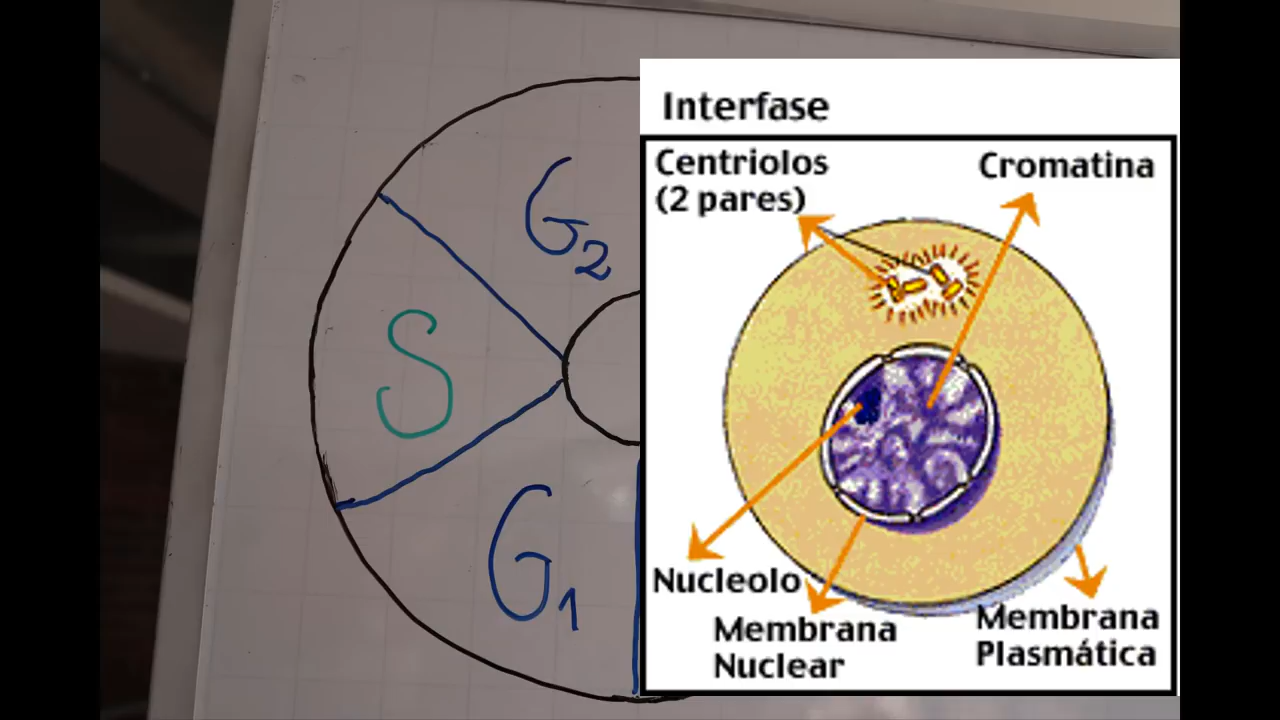 G2
S
G1
Interfase
Centriolos
(2 pares)
Cromatina
Nucleolo
Membrana
Nuclear
Membrana
Plasmática